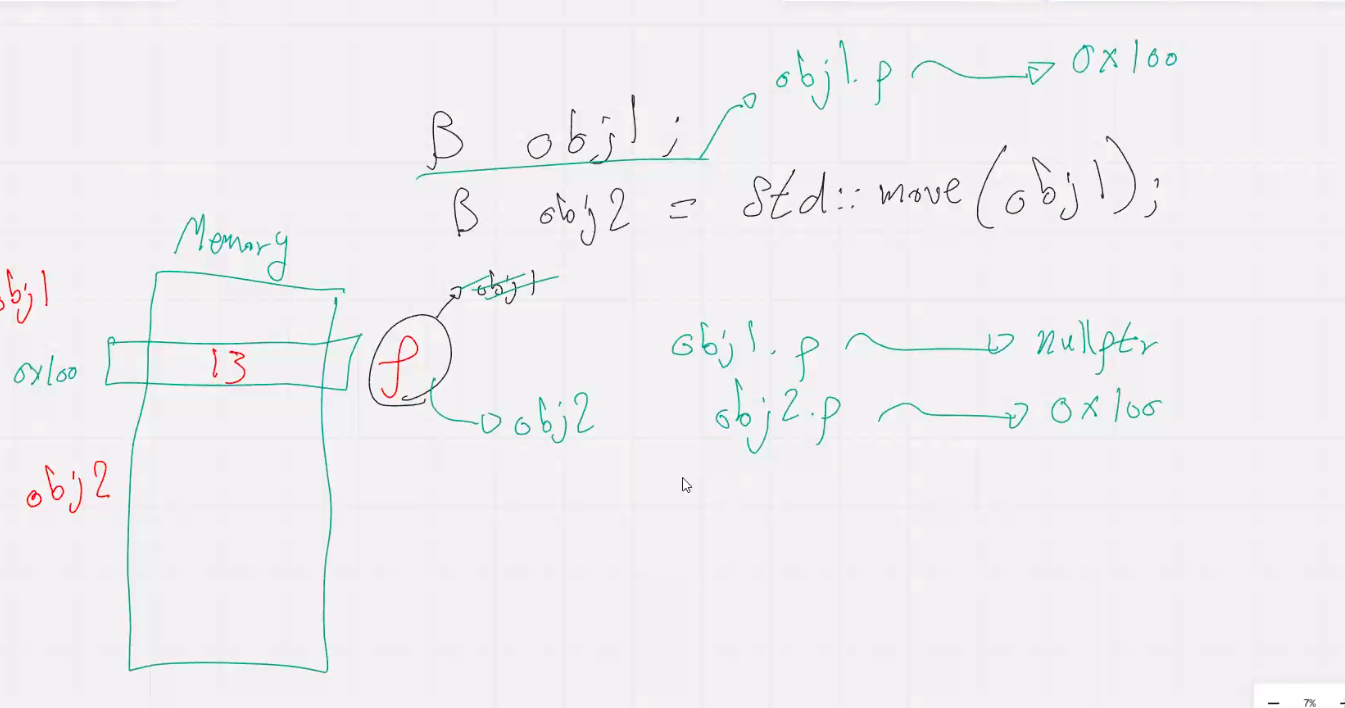 obj1.p 0x100
B obj1;
B obj2 = std::move(obj1);
Memory
obj1
obj1
0x100
13
p
obj2
obj1.p nullptr
obj2.p 0x100
obj2
7%